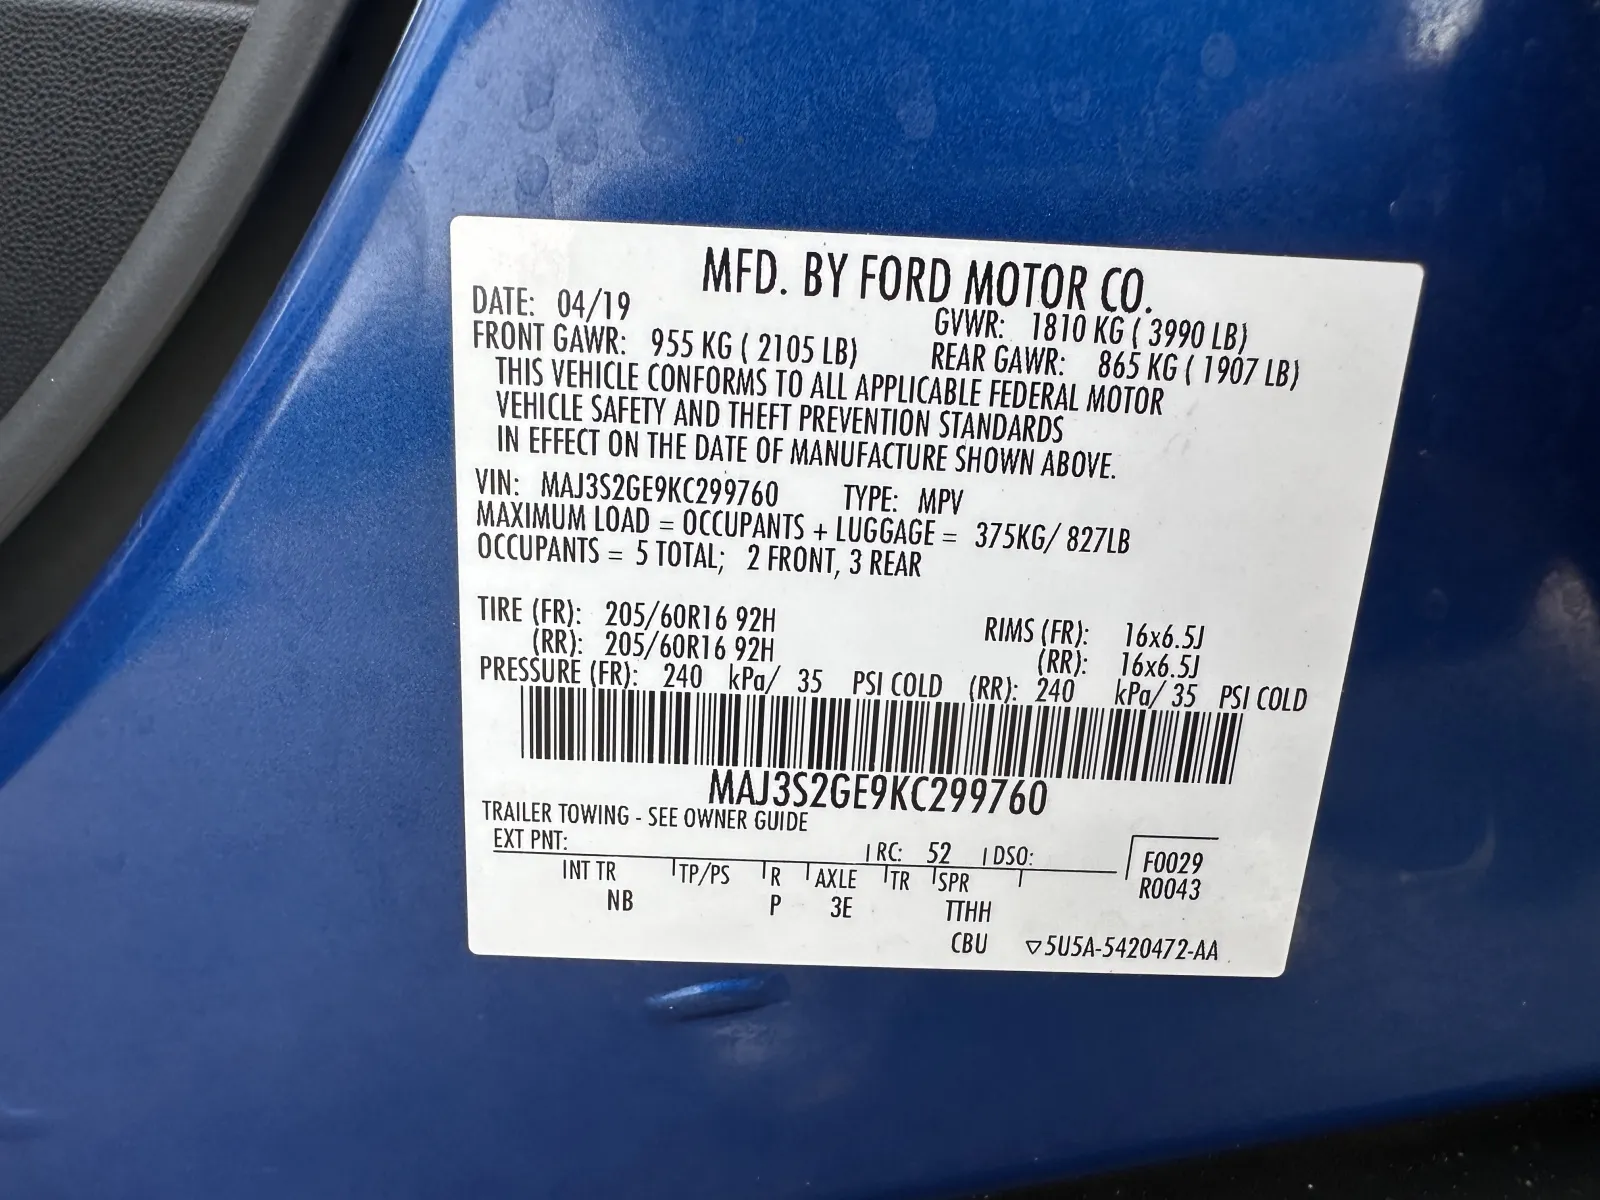 MFD. BY FORD MOTOR CO.
DATE: 04/19 GVWR: 1810 KG ( 3990 LB)
FRONT GAWR: 955 KG ( 2105 LB) REAR GAWR: 865 KG ( 1907 LB)
THIS VEHICLE CONFORMS TO ALL APPLICABLE FEDERAL MOTOR
VEHICLE SAFETY AND THEFT PREVENTION STANDARDS
IN EFFECT ON THE DATE OF MANUFACTURE SHOWN ABOVE.
VIN: MAJ3S2GE9KC299760 TYPE: MPV
MAXIMUM LOAD = OCCUPANTS + LUGGAGE = 375KG/ 827LB
OCCUPANTS = 5 TOTAL; 2 FRONT, 3 REAR
TIRE (FR): 205/60R16 92H RIMS (FR): 16x6.5J
(RR): 205/60R16 92H (RR): 16x6.5J
PRESSURE (FR): 240 kPa/ 35 PSI COLD (RR): 240 kPa/ 35 PSI COLD
MAJ3S2GE9KC299760
TRAILER TOWING - SEE OWNER GUIDE
EXT PNT: RC: 52 DSO: F0029
INT TR TP/PS R AXLE TR SPR R0043
NB P 3E TTHH
CBU ▽5U5A-5420472-AA